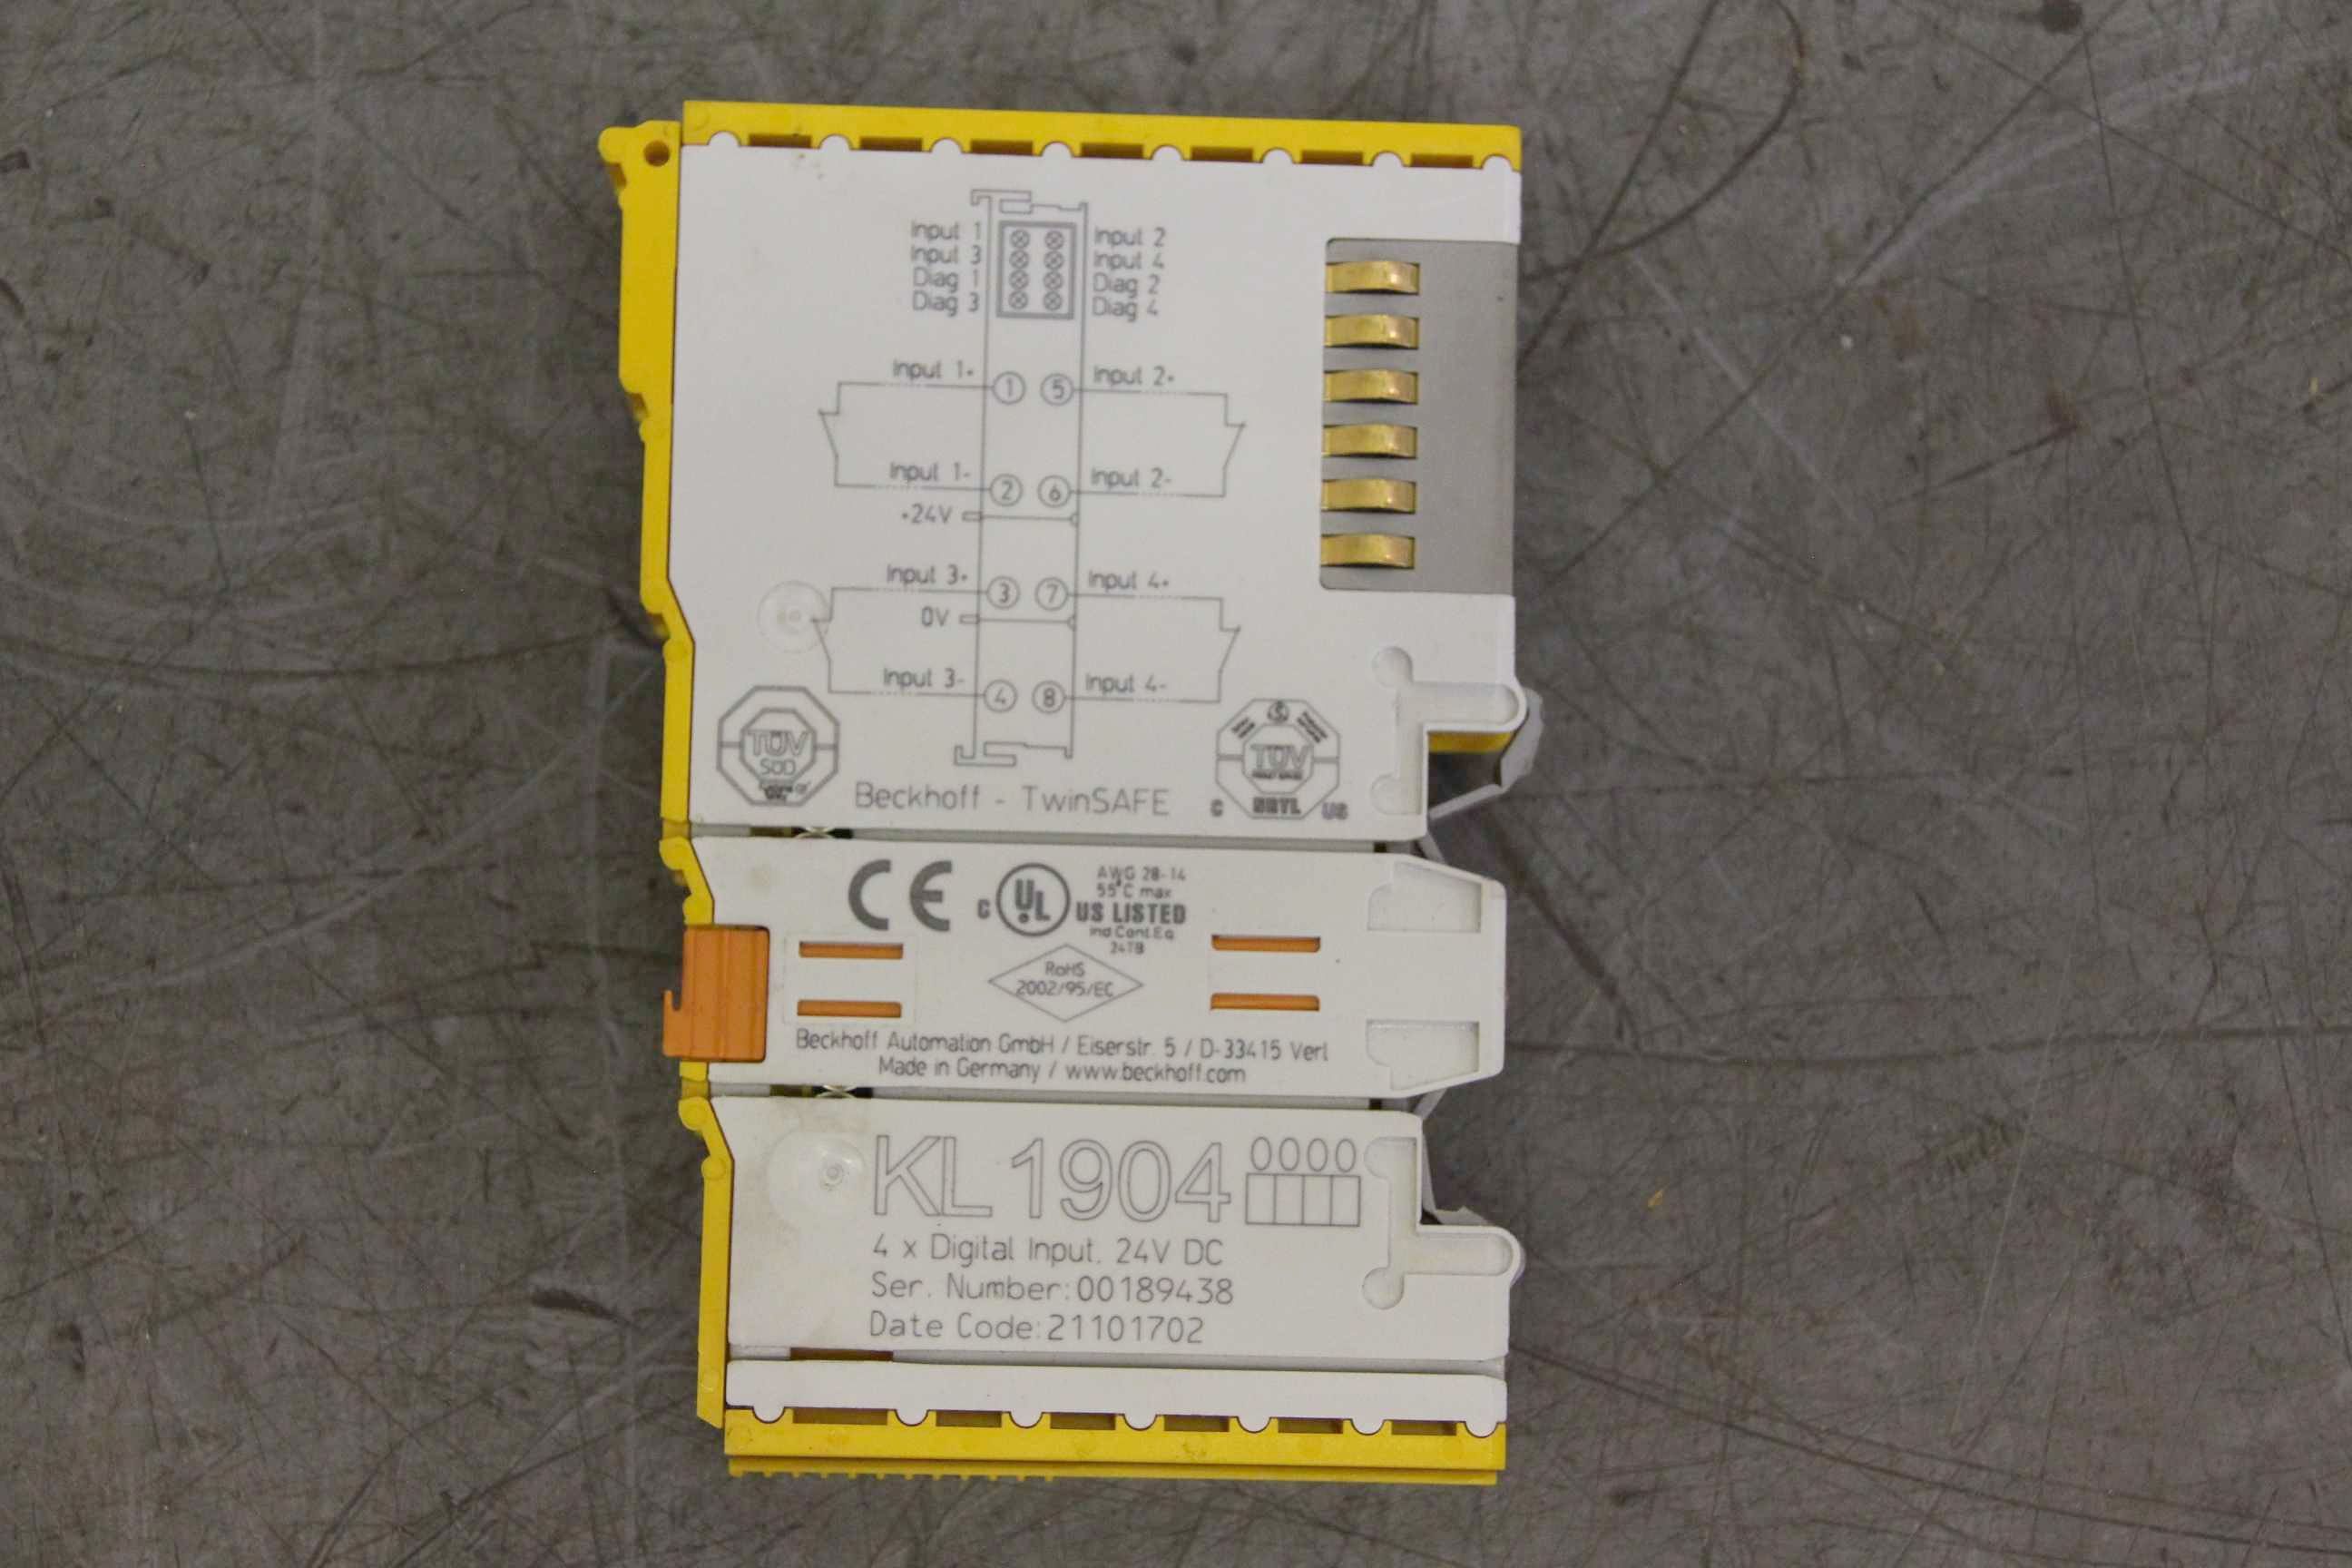 Input 1 Input 2
Input 3 Input 4
Diag 1 Diag 2
Diag 3 Diag 4
Input 1+ 1 5 Input 2+
Input 1- 2 6 Input 2-
+24V
Input 3+ 3 7 Input 4+
0V
Input 3- 4 8 Input 4-
TÜV
SÜD
TÜV
C NRTL US
Beckhoff - TwinSAFE
CE
AWG 28-14
55°C max
C UL US LISTED
Ind.Cont.Eq
24TB
RoHS
2002/95/EC
Beckhoff Automation GmbH / Eiserstr. 5 / D-33415 Verl
Made in Germany / www.beckhoff.com
KL1904 0000
4 x Digital Input, 24V DC
Ser. Number:00189438
Date Code:21101702